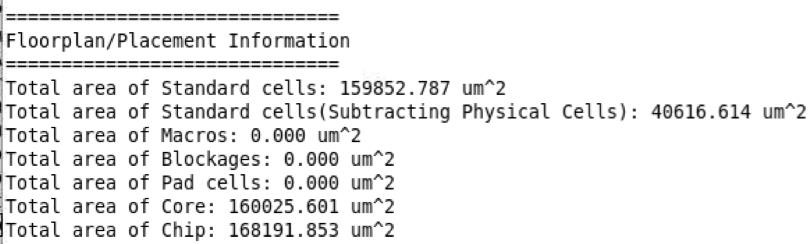 ==============================
Floorplan/Placement Information
==============================
Total area of Standard cells: 159852.787 um^2
Total area of Standard cells(Subtracting Physical Cells): 40616.614 um^2
Total area of Macros: 0.000 um^2
Total area of Blockages: 0.000 um^2
Total area of Pad cells: 0.000 um^2
Total area of Core: 160025.601 um^2
Total area of Chip: 168191.853 um^2